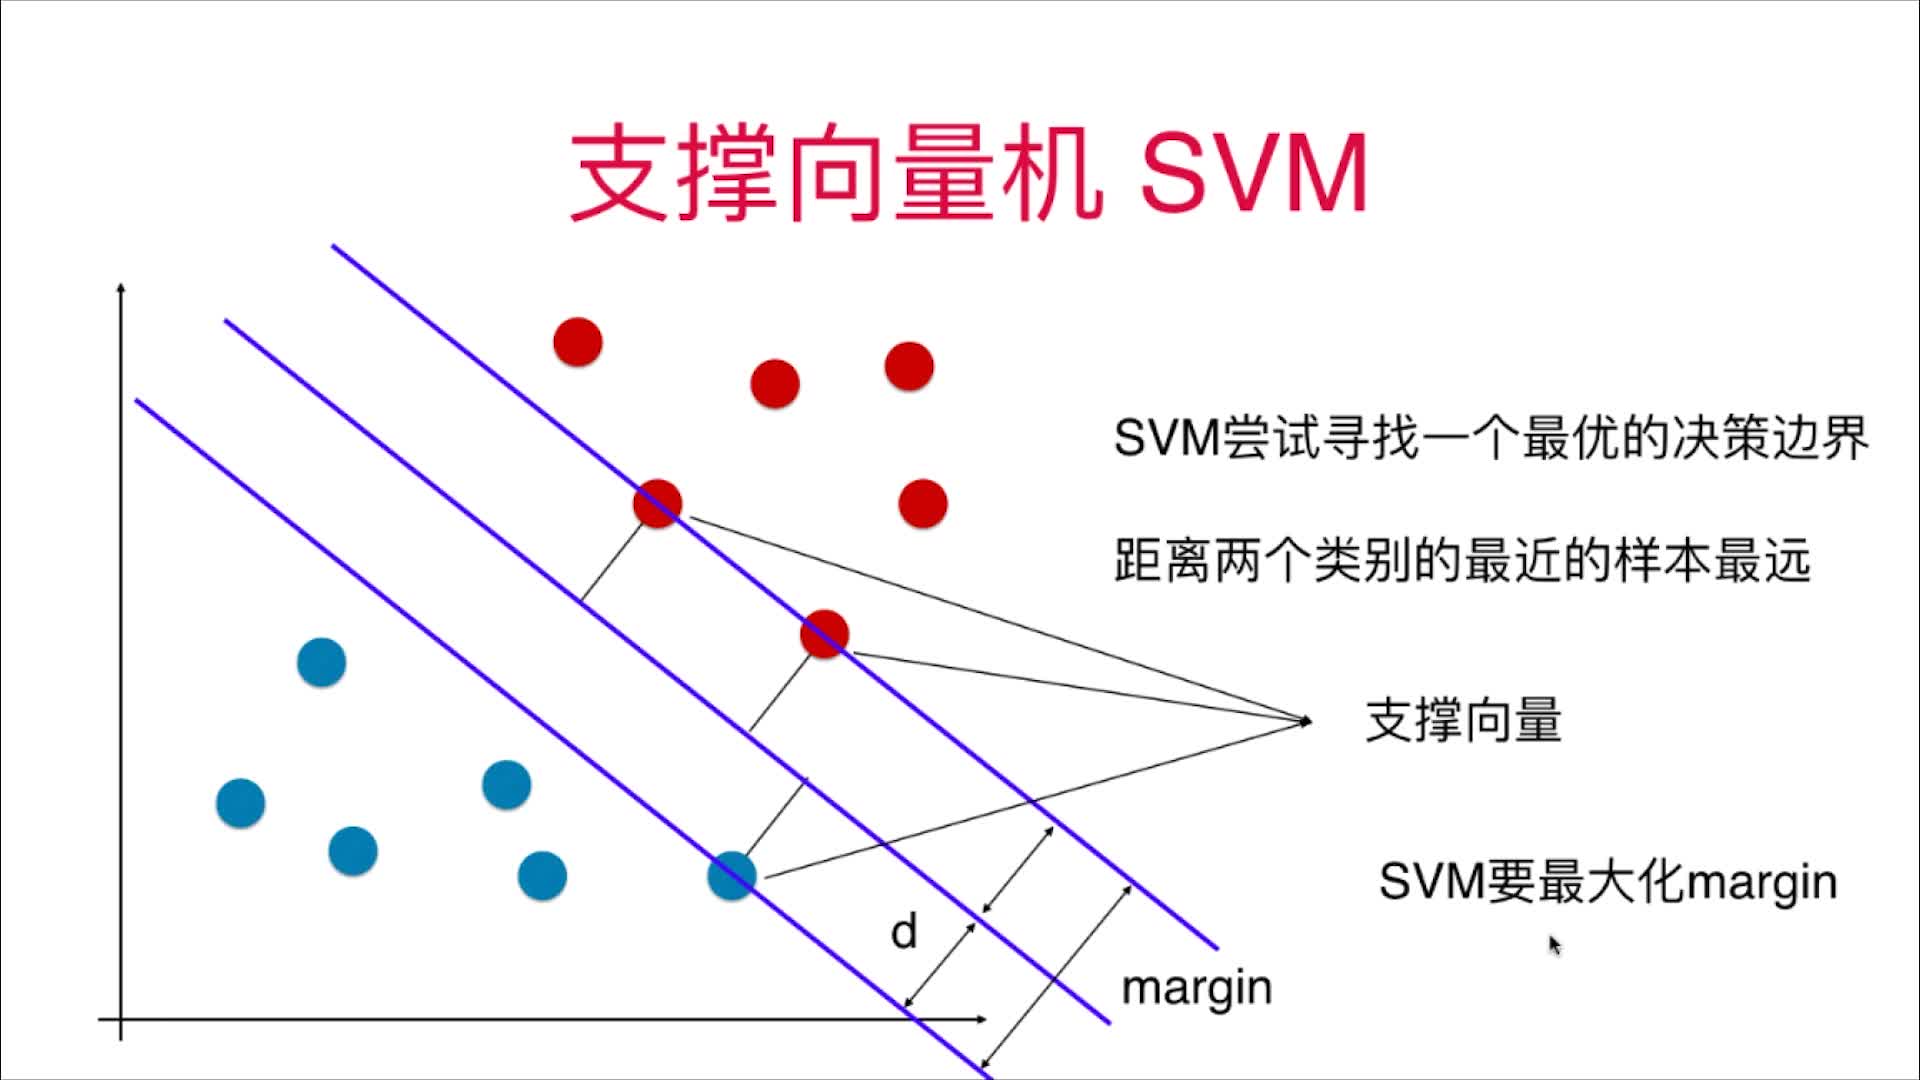 支撑向量机 SVM
SVM尝试寻找一个最优的决策边界
距离两个类别的最近的样本最远
支撑向量
SVM要最大化margin
d
margin